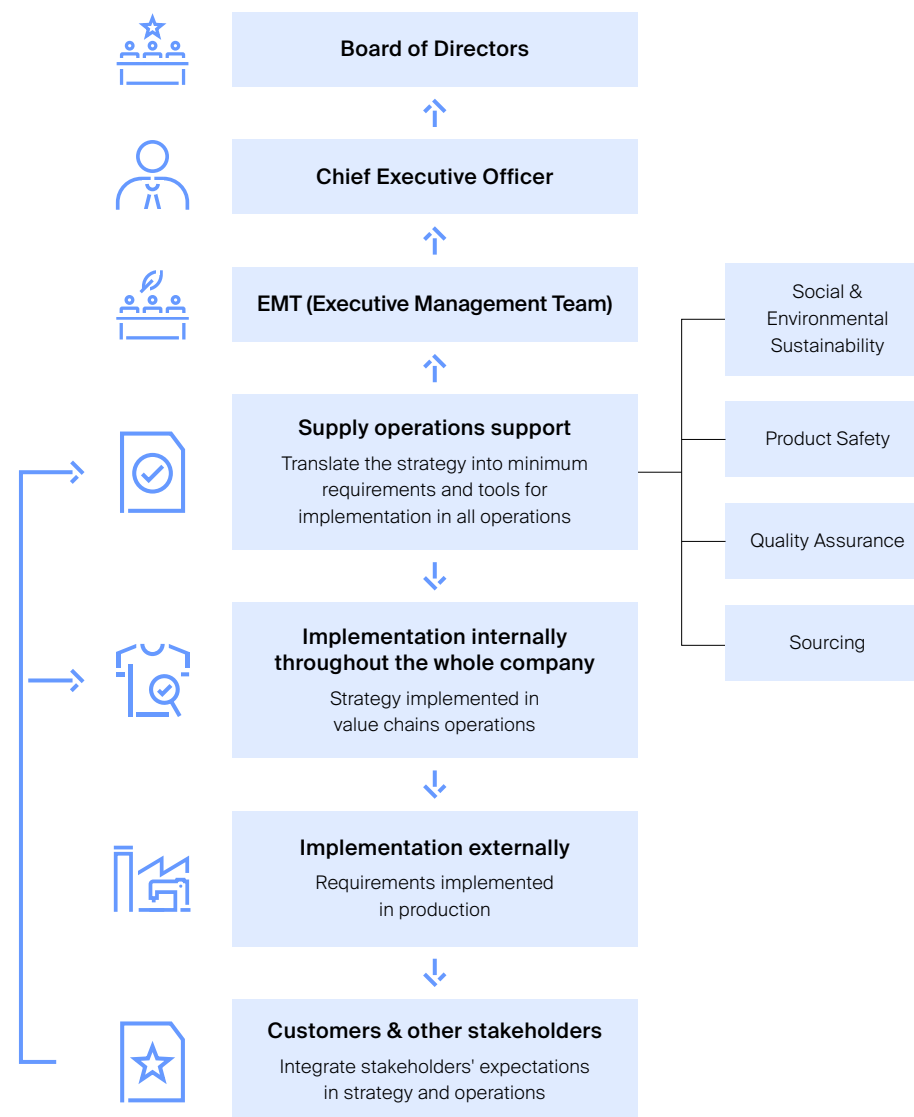 Board of Directors
Chief Executive Officer
EMT (Executive Management Team)
Supply operations support
Translate the strategy into minimum
requirements and tools for
implementation in all operations
Social &
Environmental
Sustainability
Product Safety
Quality Assurance
Sourcing
Implementation internally
throughout the whole company
Strategy implemented in
value chains operations
Implementation externally
Requirements implemented
in production
Customers & other stakeholders
Integrate stakeholders' expectations
in strategy and operations